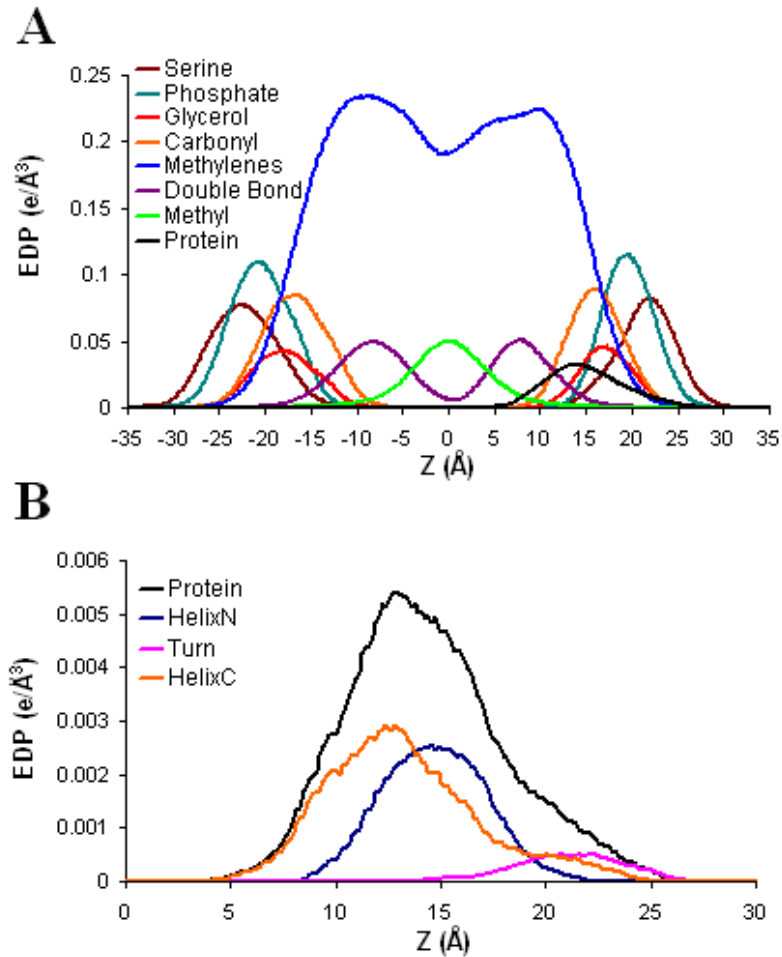 A
Serine
Phosphate
Glycerol
Carbonyl
Methylenes
Double Bond
Methyl
Protein
EDP (e/Å³)
0.25
0.2
0.15
0.1
0.05
0
-35 -30 -25 -20 -15 -10 -5 0 5 10 15 20 25 30 35
Z (Å)
B
Protein
HelixN
Turn
HelixC
EDP (e/Å³)
0.006
0.005
0.004
0.003
0.002
0.001
0
0 5 10 15 20 25 30
Z (Å)